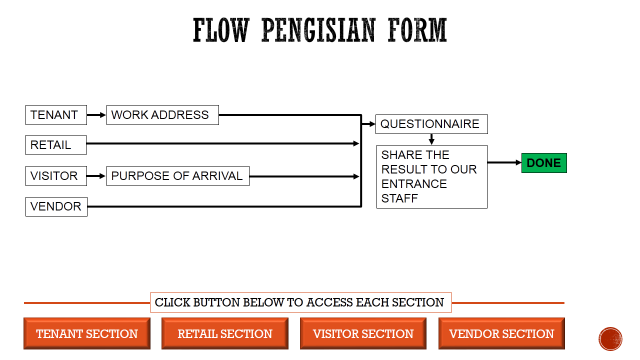 FLOW PENGISIAN FORM
TENANT
WORK ADDRESS
RETAIL
VISITOR
PURPOSE OF ARRIVAL
VENDOR
QUESTIONNAIRE
SHARE THE
RESULT TO OUR
ENTRANCE
STAFF
DONE
CLICK BUTTON BELOW TO ACCESS EACH SECTION
TENANT SECTION
RETAIL SECTION
VISITOR SECTION
VENDOR SECTION